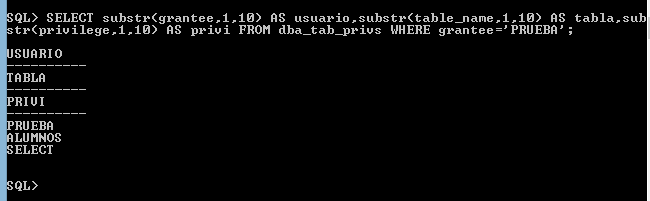 SQL> SELECT substr(grantee,1,10) AS usuario,substr(table_name,1,10) AS tabla,sub
str(privilege,1,10) AS privi FROM dba_tab_privs WHERE grantee='PRUEBA';
USUARIO
----------
TABLA
----------
PRIVI
----------
PRUEBA
ALUMNOS
SELECT
SQL>